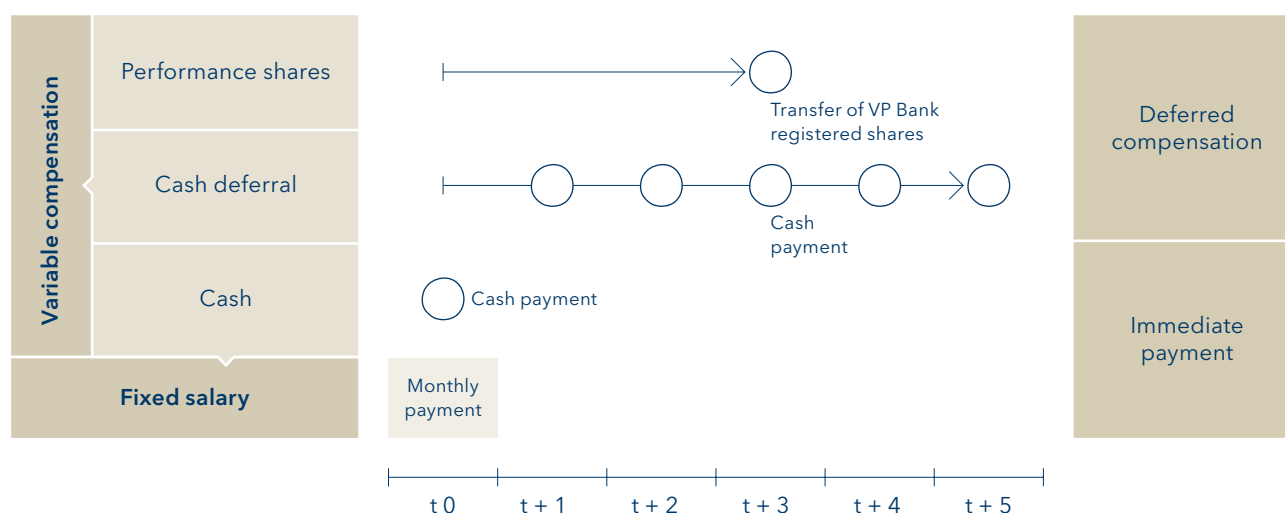 Variable compensation
Performance shares
Transfer of VP Bank
registered shares
Deferred
compensation
Cash deferral
Cash
payment
Cash
Cash payment
Immediate
payment
Fixed salary
Monthly
payment
t 0
t + 1
t + 2
t + 3
t + 4
t + 5